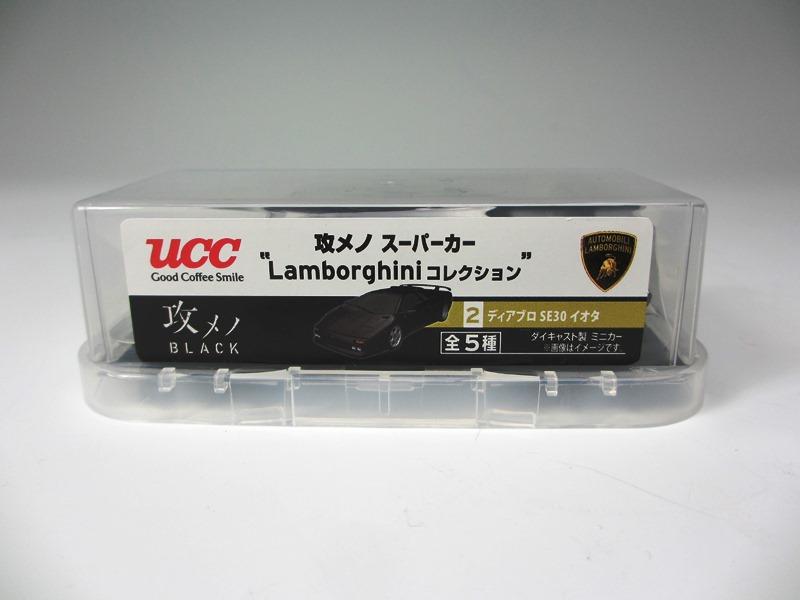 ucc
Good Coffee Smile
攻メノ スーパーカー
"Lamborghiniコレクション"
AUTOMOBILI
LAMBORGHINI
攻メノ
BLACK
2 ディアブロ SE30 イオタ
全5種
ダイキャスト製 ミニカー
※画像はイメージです